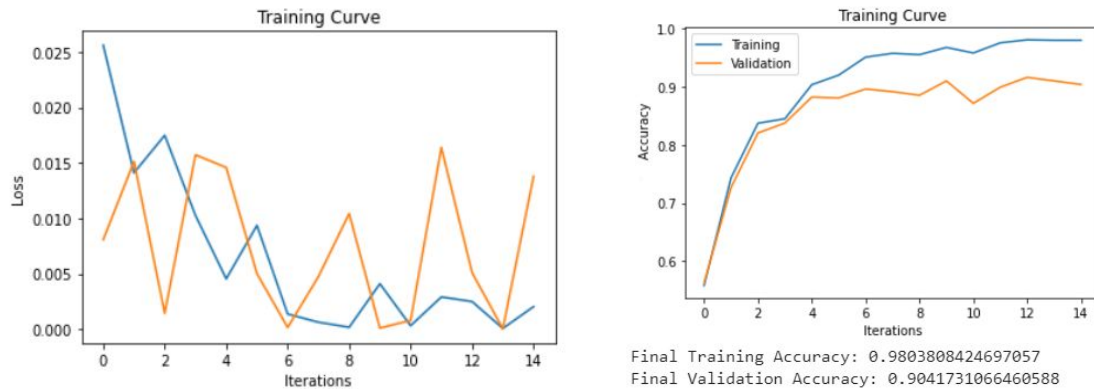 Training Curve
Loss
0.025
0.020
0.015
0.010
0.005
0.000
0 2 4 6 8 10 12 14
Iterations
Training Curve
Training
Validation
Accuracy
1.0
0.9
0.8
0.7
0.6
0 2 4 6 8 10 12 14
Iterations
Final Training Accuracy: 0.9803808424697057
Final Validation Accuracy: 0.9041731066460588